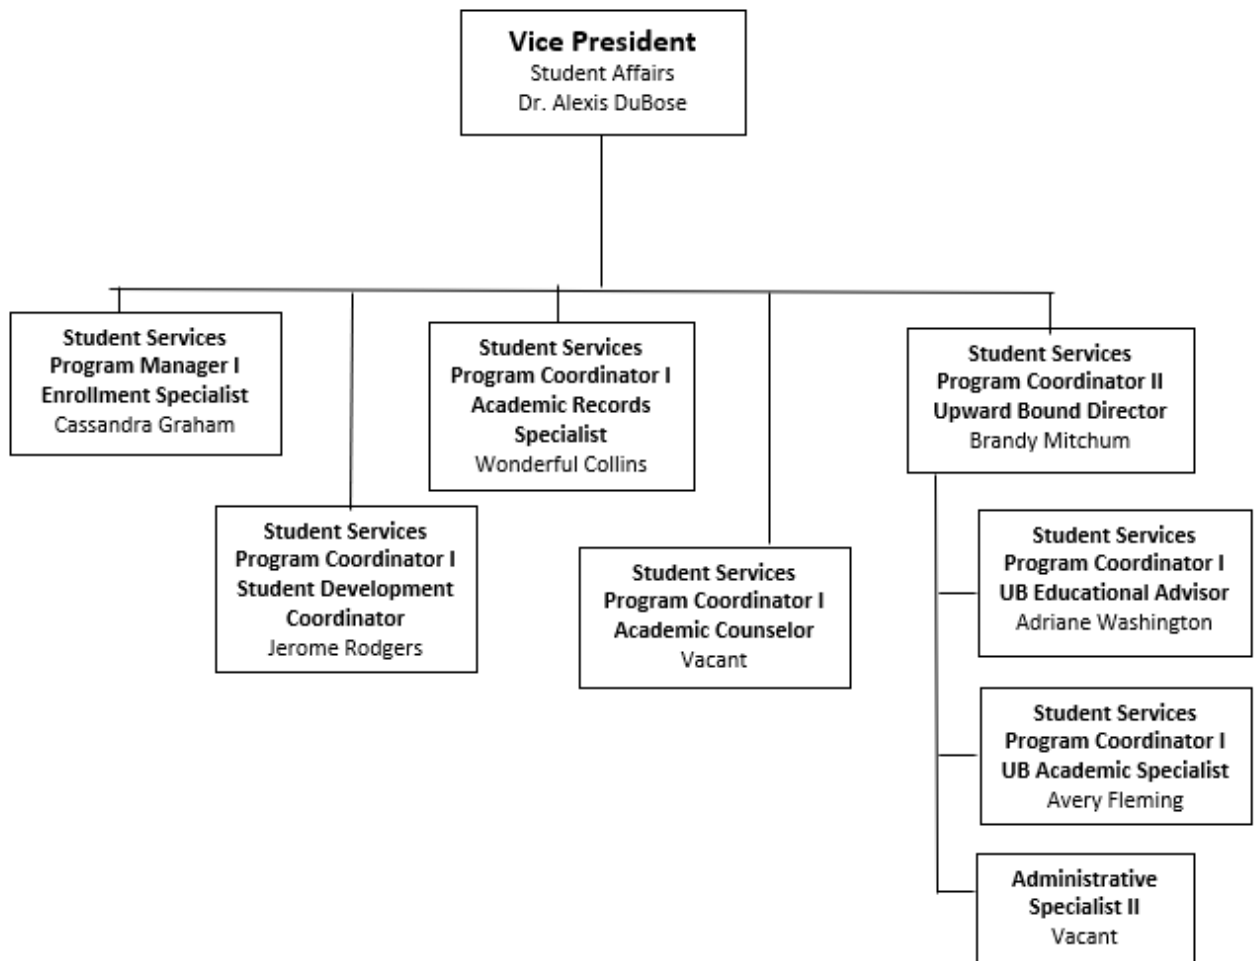 Vice President
Student Affairs
Dr. Alexis DuBose
Student Services
Program Manager I
Enrollment Specialist
Cassandra Graham
Student Services
Program Coordinator I
Student Development
Coordinator
Jerome Rodgers
Student Services
Program Coordinator I
Academic Records
Specialist
Wonderful Collins
Student Services
Program Coordinator I
Academic Counselor
Vacant
Student Services
Program Coordinator II
Upward Bound Director
Brandy Mitchum
Student Services
Program Coordinator I
UB Educational Advisor
Adriane Washington
Student Services
Program Coordinator I
UB Academic Specialist
Avery Fleming
Administrative
Specialist II
Vacant